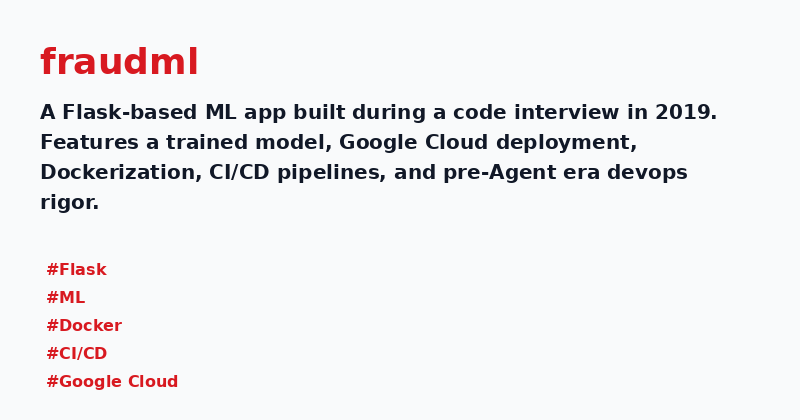 fraudml
A Flask-based ML app built during a code interview in 2019.
Features a trained model, Google Cloud deployment,
Dockerization, CI/CD pipelines, and pre-Agent era devops
rigor.
#Flask
#ML
#Docker
#CI/CD
#Google Cloud